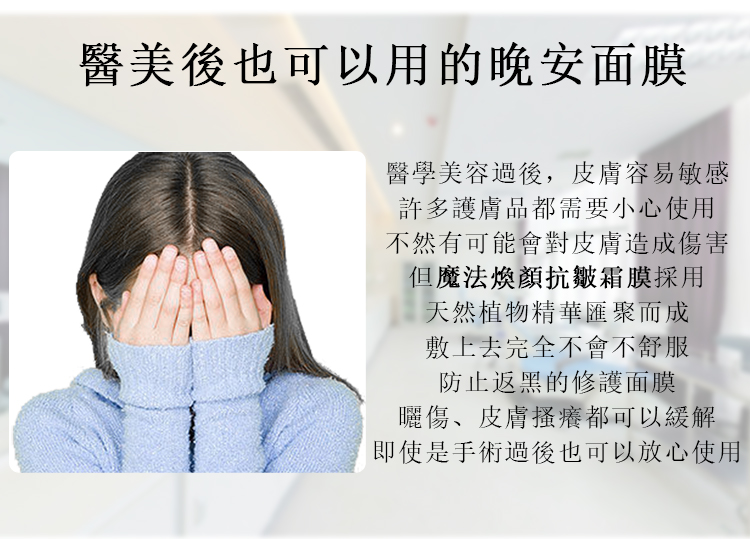 醫美後也可以用的晚安面膜
醫學美容過後，皮膚容易敏感
許多護膚品都需要小心使用
不然有可能會對皮膚造成傷害
但魔法煥顏抗皺霜膜採用
天然植物精華匯聚而成
敷上去完全不會不舒服
防止返黑的修護面膜
曬傷、皮膚搔癢都可以緩解
即使是手術過後也可以放心使用